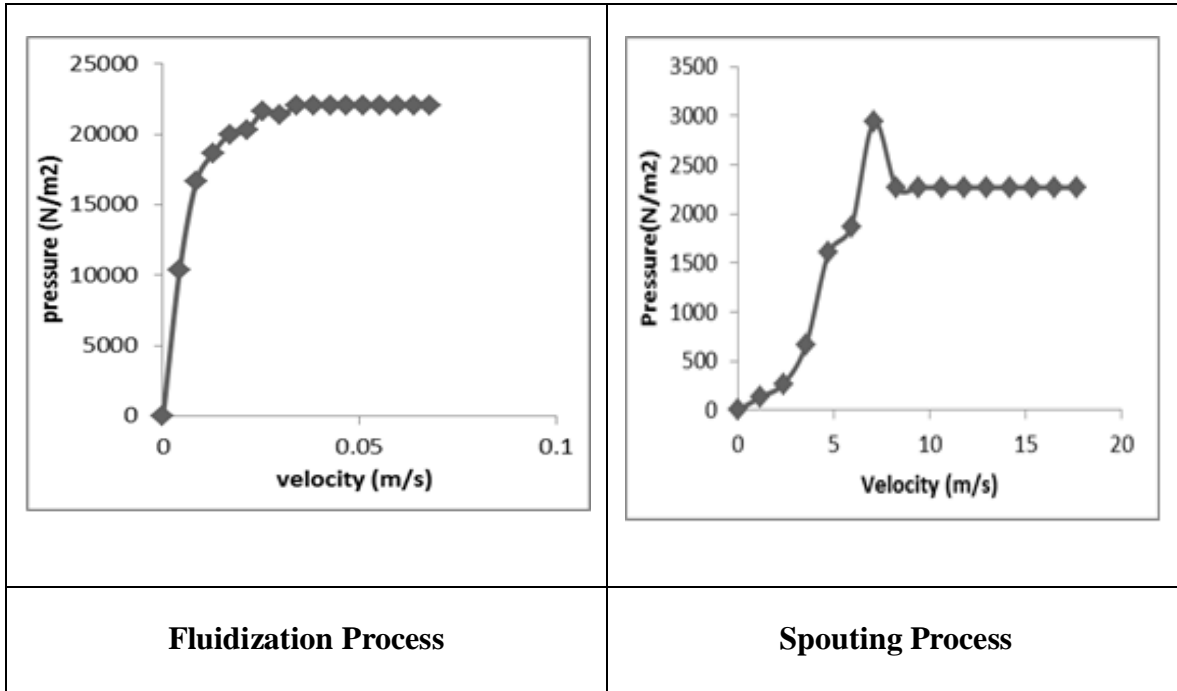 25000
20000
15000
10000
5000
0
pressure (N/m2)
0 0.05 0.1
velocity (m/s)
3500
3000
2500
2000
1500
1000
500
0
Pressure(N/m2)
0 5 10 15 20
Velocity (m/s)
Fluidization Process
Spouting Process